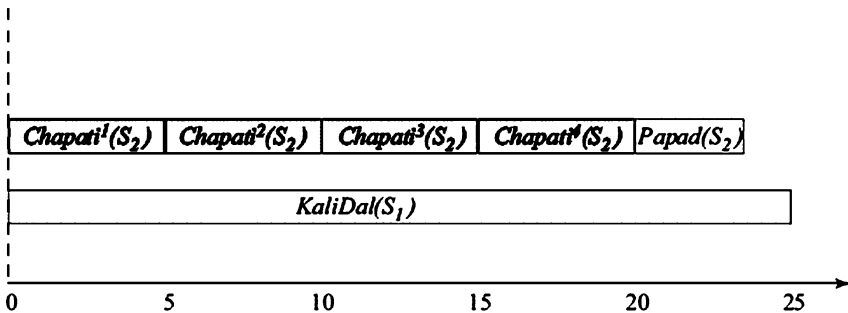 Chapati¹(S₂) Chapati²(S₂) Chapati³(S₂) Chapati⁴(S₂) Papad(S₂)
KaliDal(S₁)
0 5 10 15 20 25